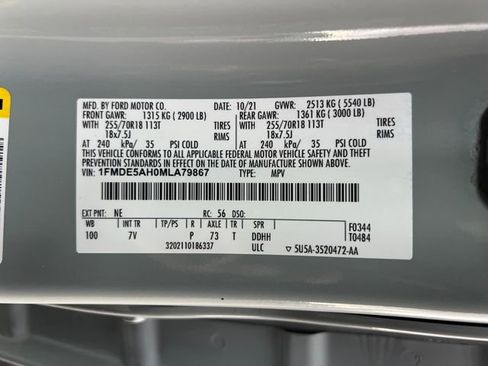 MFD. BY FORD MOTOR CO. 10/21 GVWR: 2513 KG ( 5540 LB)
FRONT GAWR: 1315 KG ( 2900 LB) REAR GAWR: 1361 KG ( 3000 LB)
WITH 255/70R18 113T TIRES WITH 255/70R18 113T TIRES
18x7.5J RIMS 18x7.5J RIMS
AT 240 kPa/ 35 PSI COLD AT 240 kPa/ 35 PSI COLD
THIS VEHICLE CONFORMS TO ALL APPLICABLE FEDERAL MOTOR VEHICLE SAFETY AND THEFT
PREVENTION STANDARDS IN EFFECT ON THE DATE OF MANUFACTURE SHOWN ABOVE.
VIN: 1FMDE5AH0MLA79867 TYPE: MPV
EXT PNT: NE RC: 56 DSO:
WB INT TR TP/PS R AXLE TR SPR F0344
100 7V P 73 T DDHH T0484
3202110186337 ULC 5U5A-3520472-AA